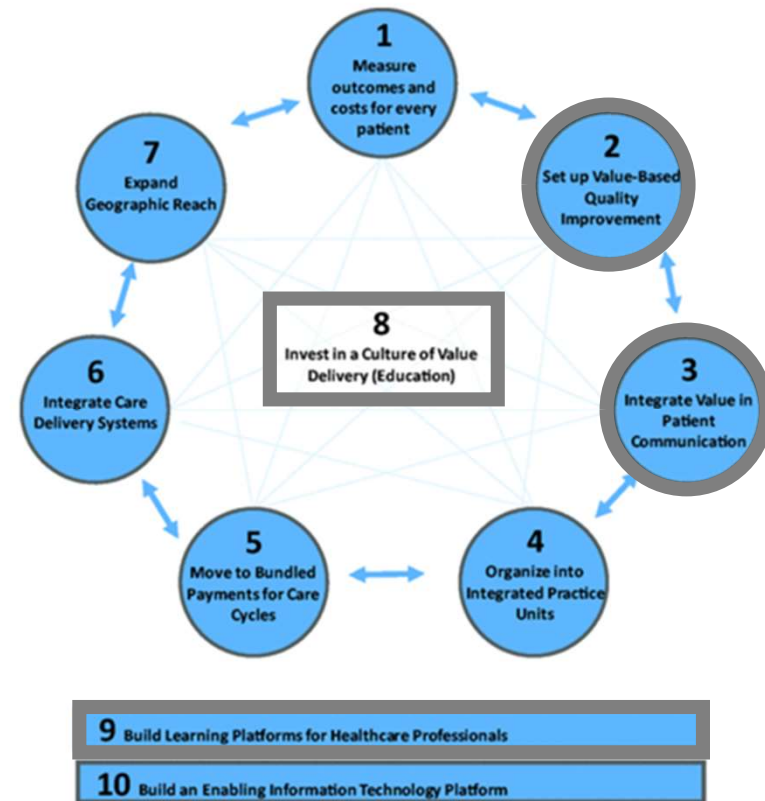 1
Measure
outcomes and
costs for every
patient
2
Set up Value-Based
Quality
Improvement
3
Integrate Value in
Patient
Communication
4
Organize into
Integrated Practice
Units
5
Move to Bundled
Payments for Care
Cycles
6
Integrate Care
Delivery Systems
7
Expand
Geographic Reach
8
Invest in a Culture of Value
Delivery (Education)
9 Build Learning Platforms for Healthcare Professionals
10 Build an Enabling Information Technology Platform